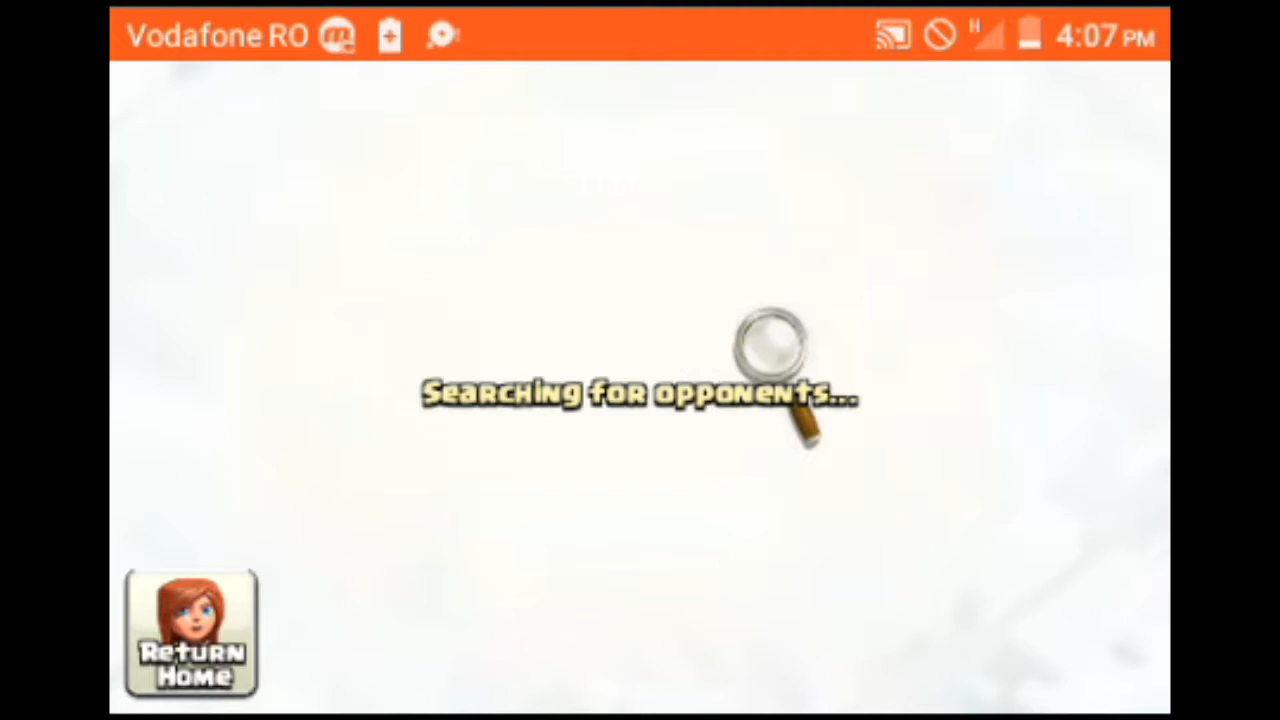 Vodafone RO
H
4:07 PM
Searching for opponents...
Return
Home